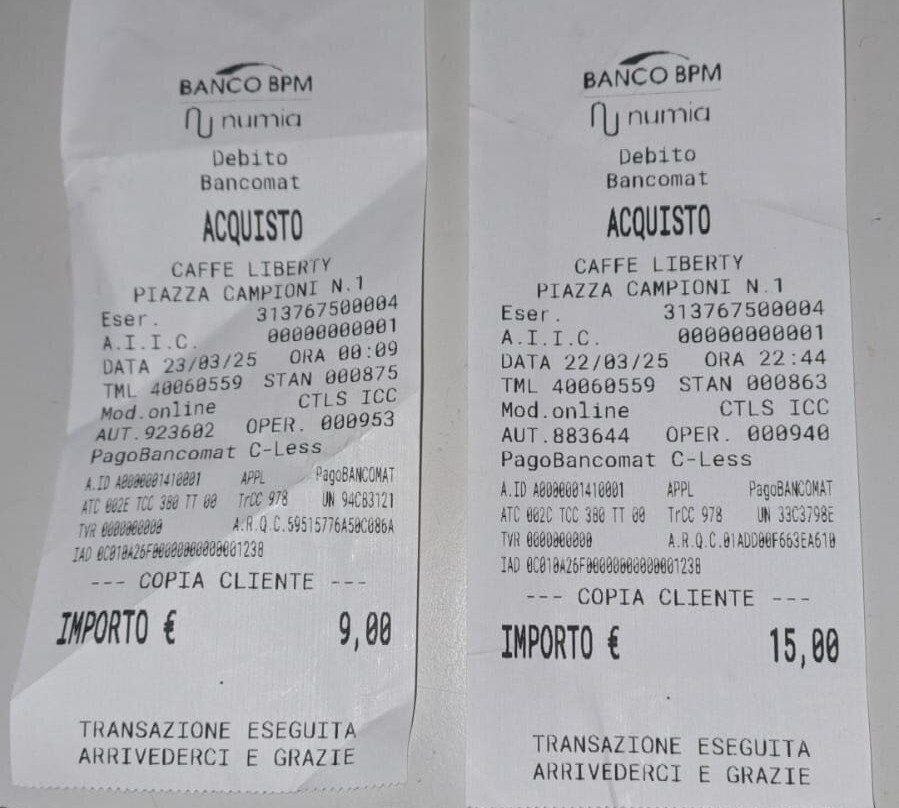 BANCO BPM
numia
Debito
Bancomat
ACQUISTO
CAFFE LIBERTY
PIAZZA CAMPIONI N.1
Eser. 313767500004
A.I.I.C. 00000000001
DATA 23/03/25 ORA 00:09
TML 40060559 STAN 000875
Mod.online CTLS ICC
AUT.923602 OPER. 000953
PagoBancomat C-Less
A.ID A0000001410001 APPL PagoBANCOMAT
ATC 002E TCC 380 TT 00 TrCC 978 UN 94CB3121
TVR 0000000000 A.R.Q.C.59515776A50C086A
IAD 0C010A26F00000000000001238
--- COPIA CLIENTE ---
IMPORTO € 9,00
TRANSAZIONE ESEGUITA
ARRIVEDERCI E GRAZIE
BANCO BPM
numia
Debito
Bancomat
ACQUISTO
CAFFE LIBERTY
PIAZZA CAMPIONI N.1
Eser. 313767500004
A.I.I.C. 00000000001
DATA 22/03/25 ORA 22:44
TML 40060559 STAN 000863
Mod.online CTLS ICC
AUT.883644 OPER. 000940
PagoBancomat C-Less
A.ID A0000001410001 APPL PagoBANCOMAT
ATC 002C TCC 380 TT 00 TrCC 978 UN 33C3798E
TVR 0000000000 A.R.Q.C.01ADD00F663EA610
IAD 0C010A26F00000000000001238
--- COPIA CLIENTE ---
IMPORTO € 15,00
TRANSAZIONE ESEGUITA
ARRIVEDERCI E GRAZIE